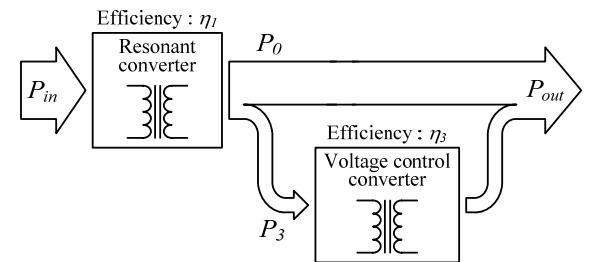 Efficiency : η1
Resonant
converter
P0
Pin
Pout
Efficiency : η3
Voltage control
converter
P3